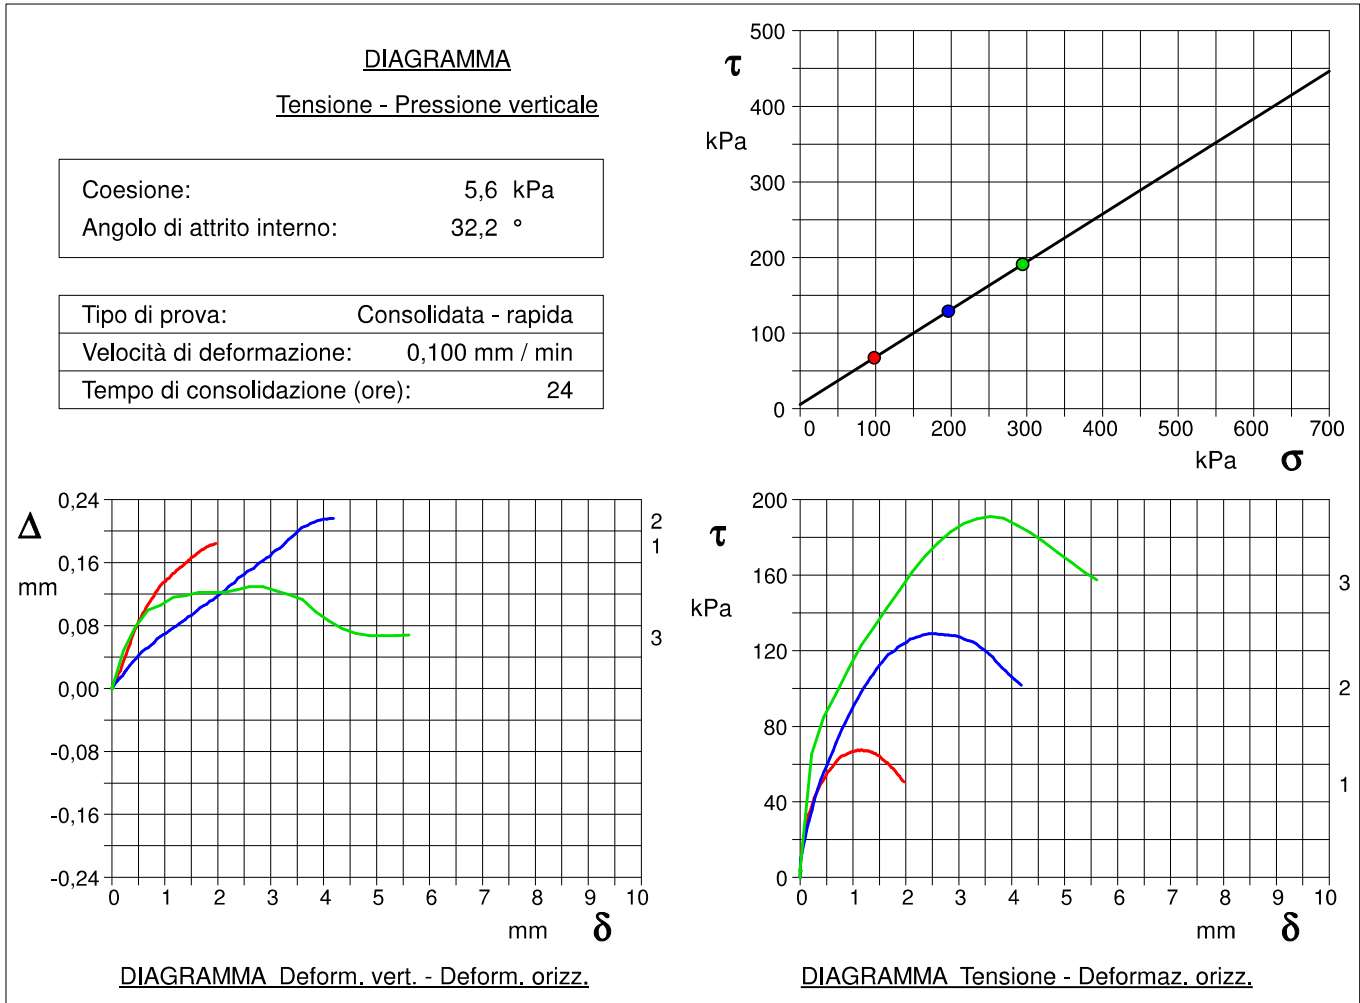 DIAGRAMMA
Tensione - Pressione verticale
Coesione: 5,6 kPa
Angolo di attrito interno: 32,2 °
Tipo di prova: Consolidata - rapida
Velocità di deformazione: 0,100 mm / min
Tempo di consolidazione (ore): 24
500
τ
400
kPa
300
200
100
0
0 100 200 300 400 500 600 700
kPa σ
0,24
Δ
0,16
mm
0,08
0,00
-0,08
-0,16
-0,24
2
1
3
0 1 2 3 4 5 6 7 8 9 10
mm δ
DIAGRAMMA Deform. vert. - Deform. orizz.
200
τ
160
kPa
120
80
40
0
3
2
1
0 1 2 3 4 5 6 7 8 9 10
mm δ
DIAGRAMMA Tensione - Deformaz. orizz.